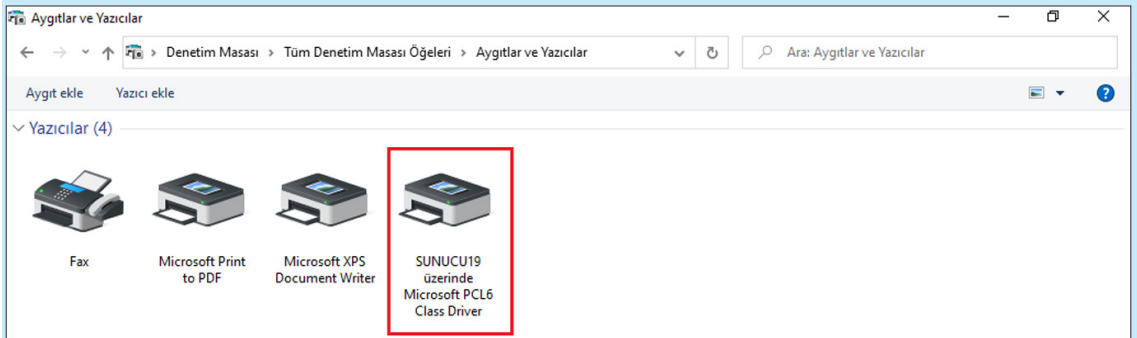 Aygıtlar ve Yazıcılar
Denetim Masası > Tüm Denetim Masası Öğeleri > Aygıtlar ve Yazıcılar
Ara: Aygıtlar ve Yazıcılar
Aygıt ekle Yazıcı ekle
Yazıcılar (4)
Fax
Microsoft Print
to PDF
Microsoft XPS
Document Writer
SUNUCU19
üzerinde
Microsoft PCL6
Class Driver